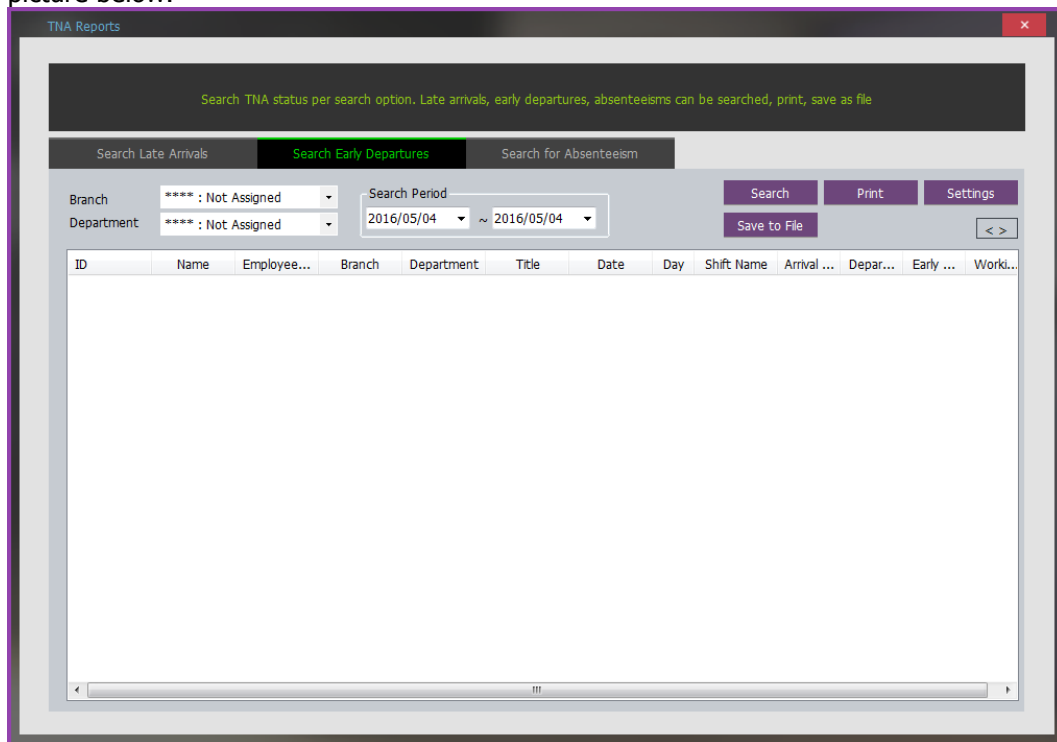 picture below.
TNA Reports
Search TNA status per search option. Late arrivals, early departures, absenteeisms can be searched, print, save as file
Search Late Arrivals Search Early Departures Search for Absenteeism
Branch **** : Not Assigned Search Period Search Print Settings
Department **** : Not Assigned 2016/05/04 ~ 2016/05/04 Save to File < >
ID Name Employee... Branch Department Title Date Day Shift Name Arrival ... Depar... Early ... Worki...